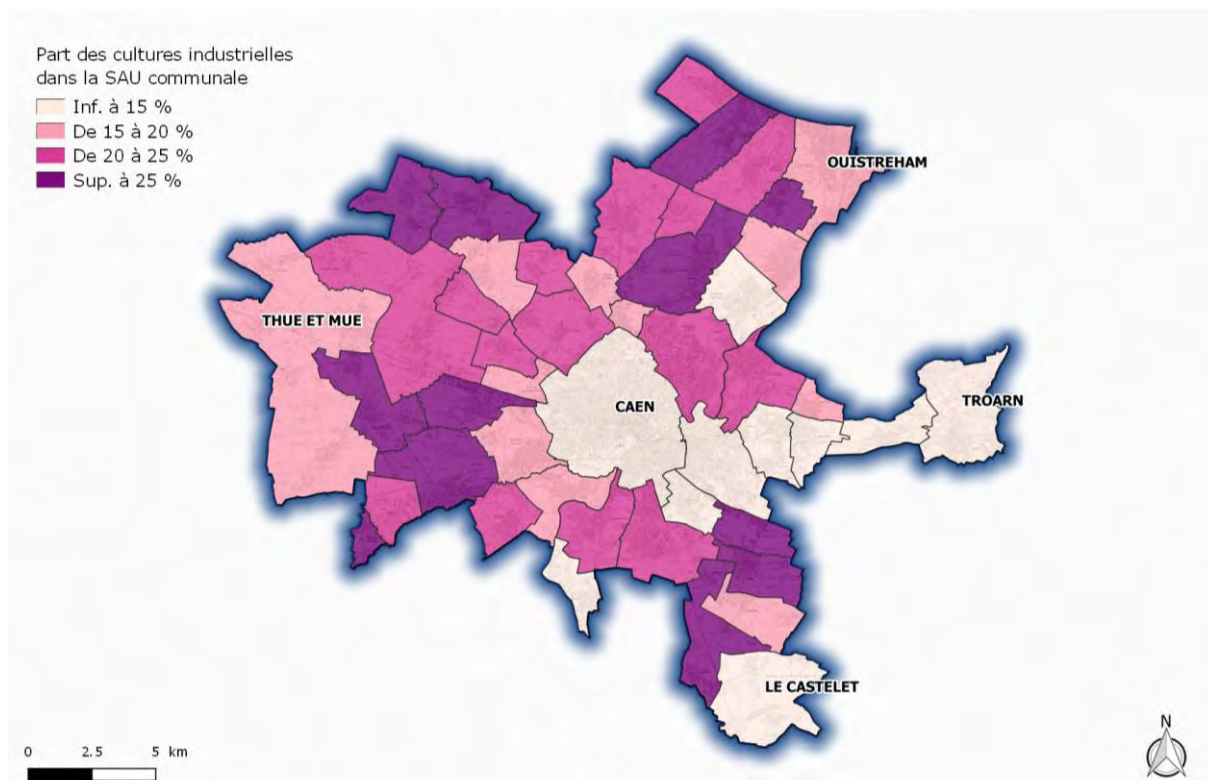 Part des cultures industrielles
dans la SAU communale
Inf. à 15 %
De 15 à 20 %
De 20 à 25 %
Sup. à 25 %
OUISTREHAM
THUE ET MUE
CAEN
TROARN
LE CASTELET
N
0 2.5 5 km